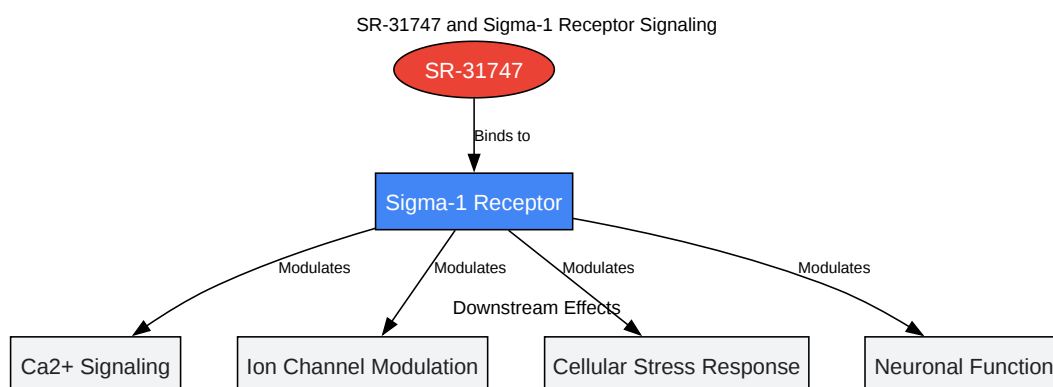 SR-31747 and Sigma-1 Receptor Signaling
SR-31747
Binds to
Sigma-1 Receptor
Modulates
Modulates
Modulates
Modulates
Downstream Effects
Ca2+ Signaling
Ion Channel Modulation
Cellular Stress Response
Neuronal Function